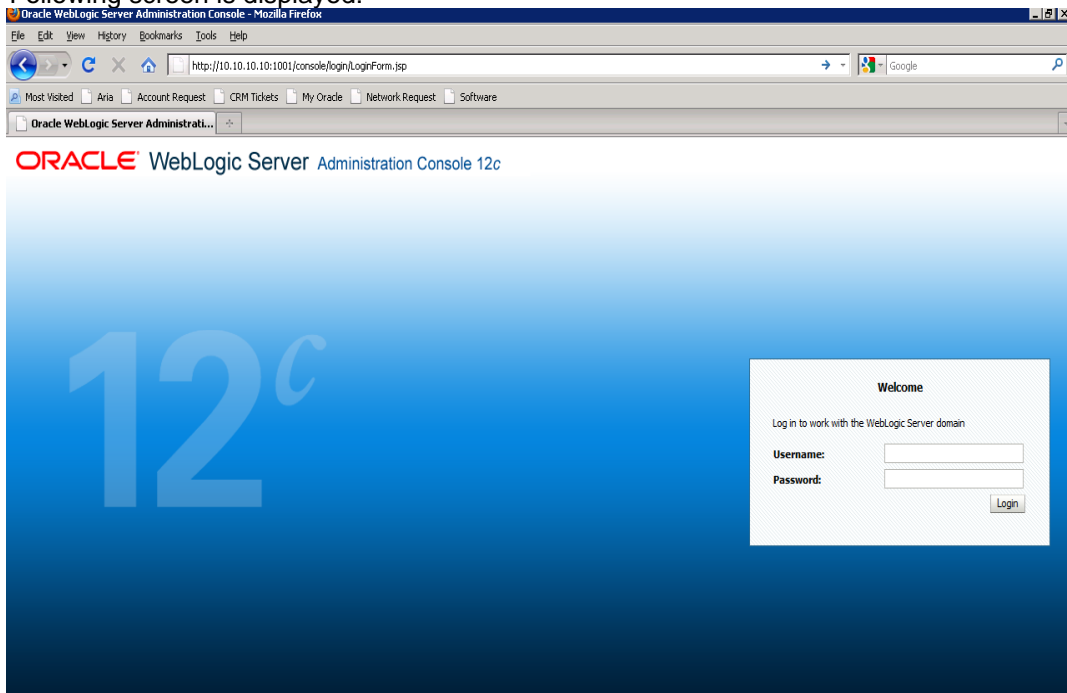 Following screen is displayed.
Oracle WebLogic Server Administration Console - Mozilla Firefox
File Edit View History Bookmarks Tools Help
http://10.10.10.10:1001/console/login/LoginForm.jsp
Google
Most Visited Aria Account Request CRM Tickets My Oracle Network Request Software
Oracle WebLogic Server Administrati...
ORACLE WebLogic Server Administration Console 12c
12c
Welcome
Log in to work with the WebLogic Server domain
Username:
Password:
Login